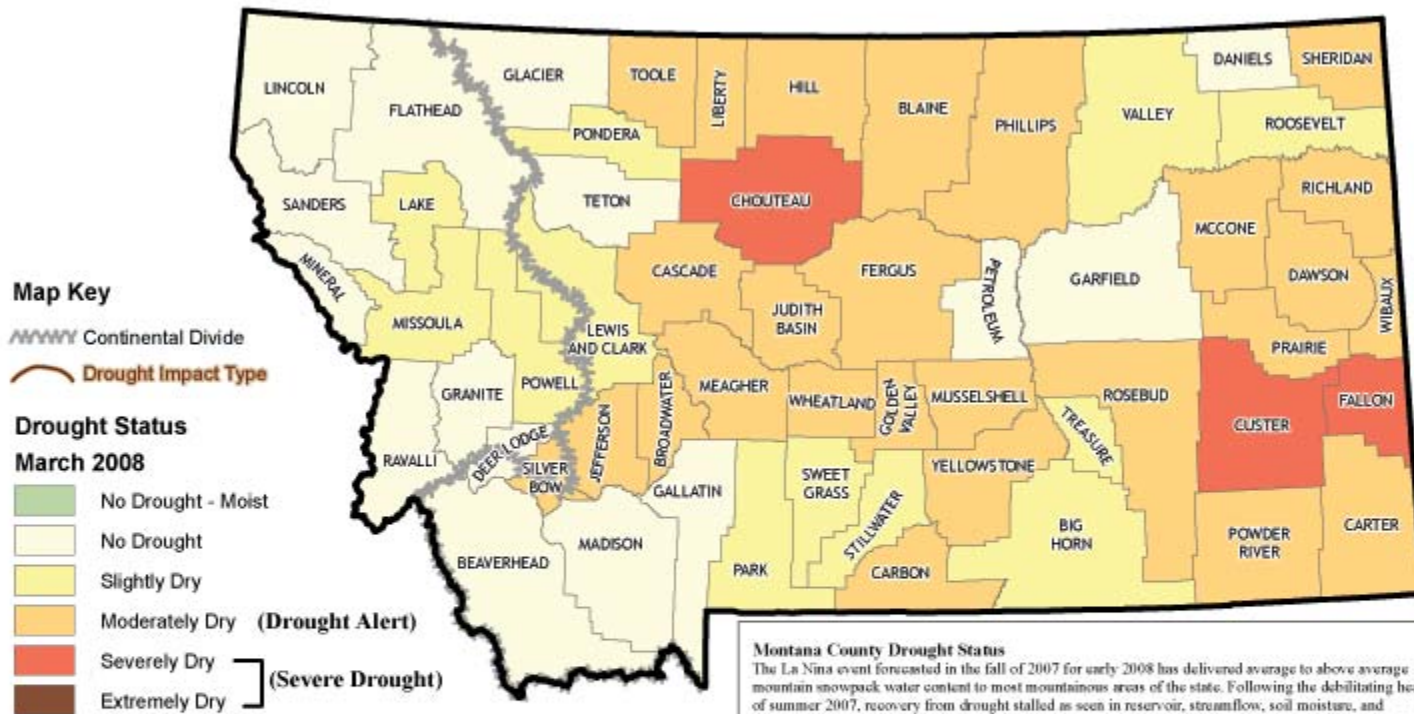 LINCOLN
FLATHEAD
GLACIER
TOOLE
LIBERTY
HILL
BLAINE
PHILLIPS
VALLEY
DANIELS
SHERIDAN
ROOSEVELT
PONDERA
TETON
CHOUTEAU
SANDERS
LAKE
MINERAL
MISSOULA
CASCADE
FERGUS
JUDITH
BASIN
PETROLEUM
GARFIELD
MCCONE
RICHLAND
DAWSON
WIBAUX
PRAIRIE
LEWIS
AND CLARK
POWELL
GRANITE
RAVALLI
DEER LODGE
SILVER
BOW
JEFFERSON
BROADWATER
MEAGHER
WHEATLAND
GOLDEN
VALLEY
MUSSELSHELL
ROSEBUD
TREASURE
CUSTER
FALLON
YELLOWSTONE
GALLATIN
SWEET
GRASS
STILLWATER
BIG
HORN
POWDER
RIVER
CARTER
BEAVERHEAD
MADISON
PARK
CARBON
Map Key
Continental Divide
Drought Impact Type
Drought Status
March 2008
No Drought - Moist
No Drought
Slightly Dry
Moderately Dry (Drought Alert)
Severely Dry
(Severe Drought)
Extremely Dry
Montana County Drought Status
The La Nina event forecasted in the fall of 2007 for early 2008 has delivered average to above average
mountain snowpack water content to most mountainous areas of the state. Following the debilitating
of summer 2007, recovery from drought stalled as seen in reservoir, streamflow, soil moisture, and